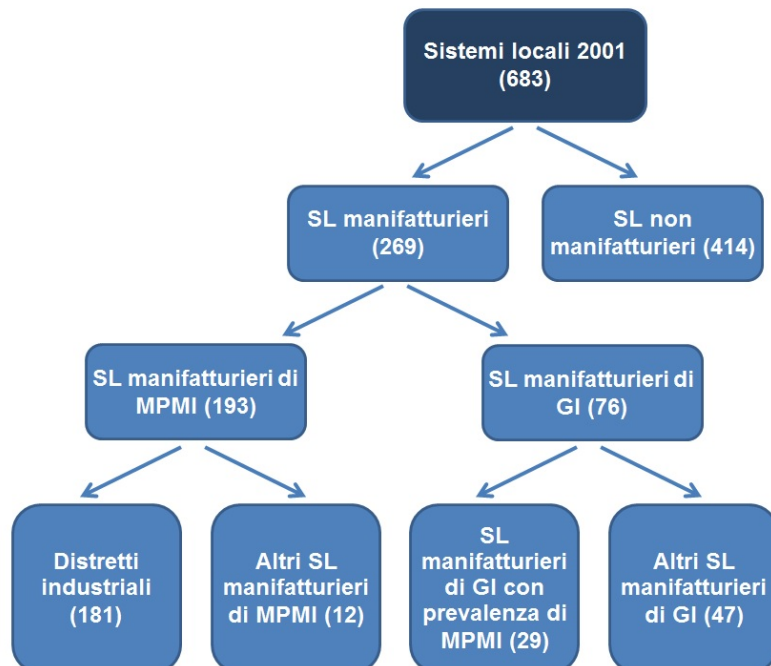 Sistemi locali 2001
(683)
SL manifatturieri
(269)
SL non
manifatturieri (414)
SL manifatturieri di
MPMI (193)
SL manifatturieri di
GI (76)
Distretti
industriali
(181)
Altri SL
manifatturieri
di MPMI (12)
SL
manifatturieri
di GI con
prevalenza di
MPMI (29)
Altri SL
manifatturieri
di GI (47)